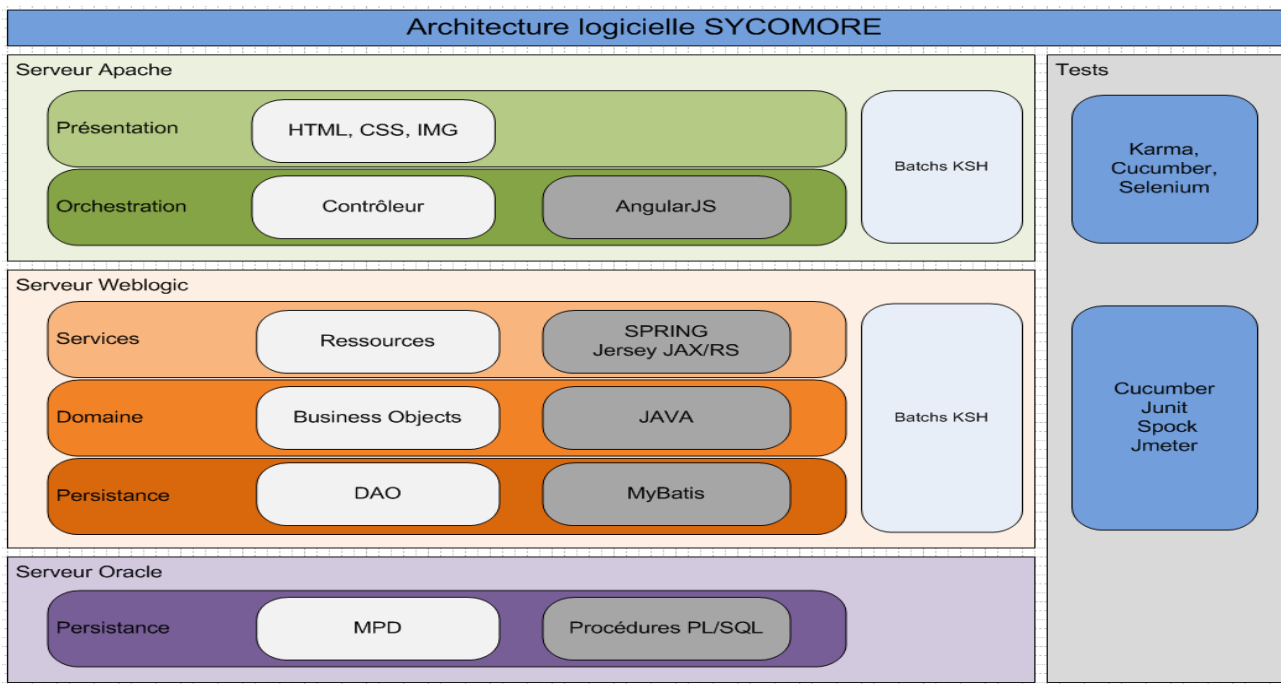 Architecture logicielle SYCOMORE
Serveur Apache
Présentation
HTML, CSS, IMG
Orchestration
Contrôleur
AngularJS
Batchs KSH
Serveur Weblogic
Services
Ressources
SPRING
Jersey JAX/RS
Domaine
Business Objects
JAVA
Persistance
DAO
MyBatis
Batchs KSH
Serveur Oracle
Persistance
MPD
Procédures PL/SQL
Tests
Karma,
Cucumber,
Selenium
Cucumber
Junit
Spock
Jmeter